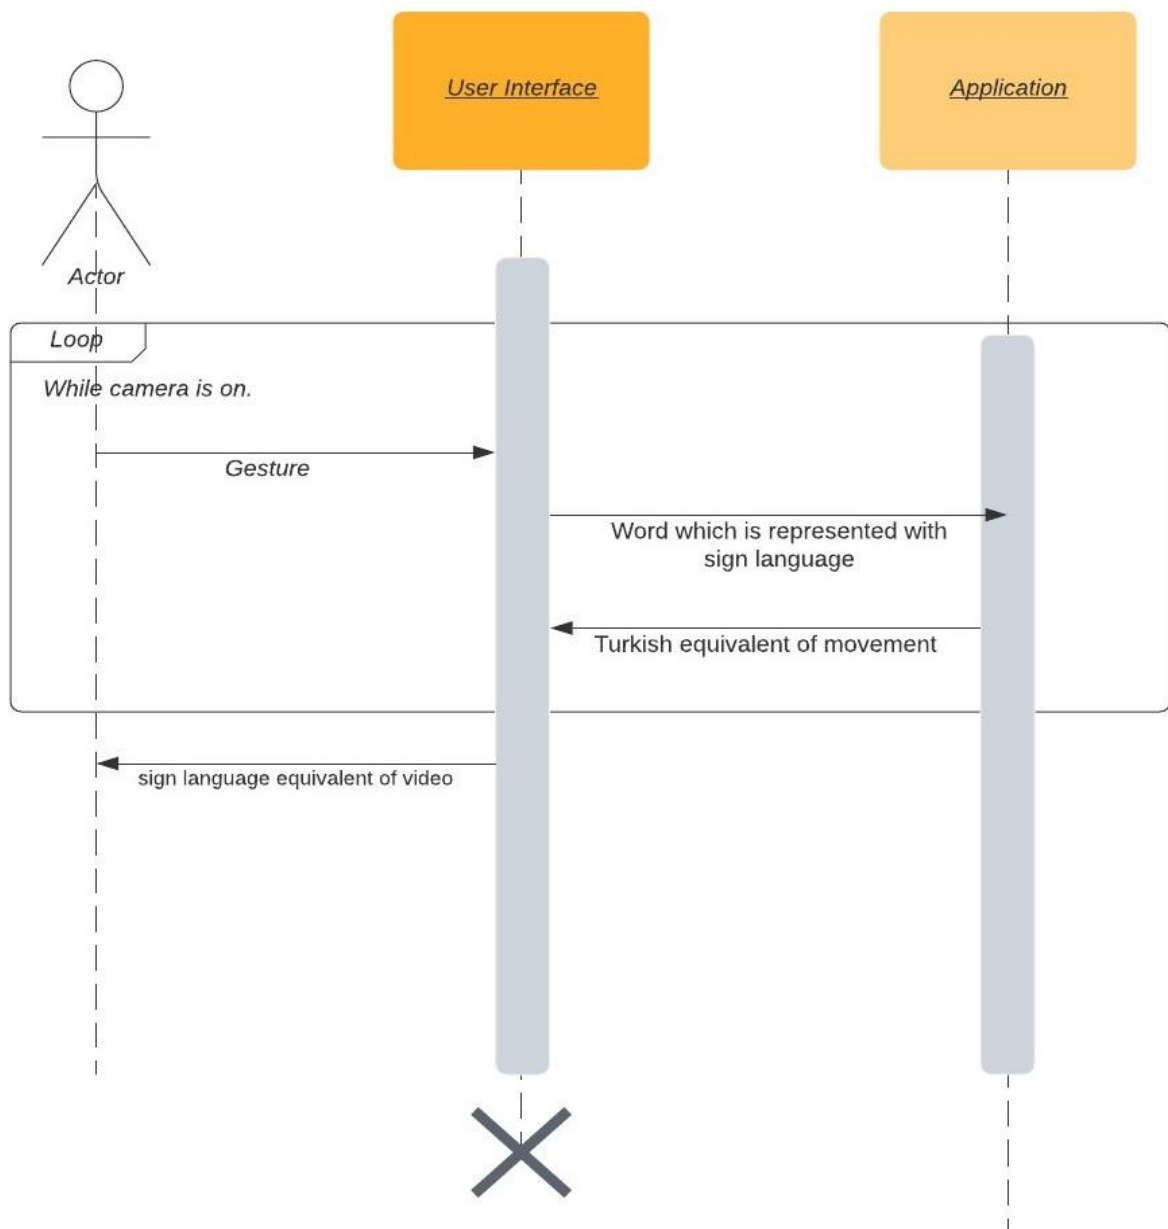 User Interface
Application
Actor
Loop
While camera is on.
Gesture
Word which is represented with
sign language
Turkish equivalent of movement
sign language equivalent of video